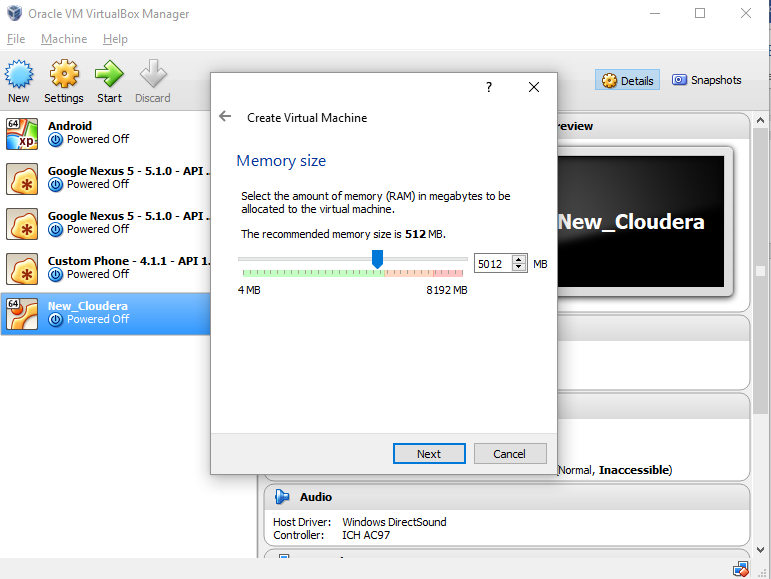 Oracle VM VirtualBox Manager
File Machine Help
New Settings Start Discard
Details Snapshots
64
xp
Android
Powered Off
Google Nexus 5 - 5.1.0 - API ..
Powered Off
Google Nexus 5 - 5.1.0 - API ..
Powered Off
Custom Phone - 4.1.1 - API 1.
Powered Off
64
New_Cloudera
Powered Off
?
Create Virtual Machine
Memory size
Select the amount of memory (RAM) in megabytes to be
allocated to the virtual machine.
The recommended memory size is 512 MB.
5012 MB
4 MB 8192 MB
Next Cancel
review
New_Cloudera
(Normal, Inaccessible)
Audio
Host Driver: Windows DirectSound
Controller: ICH AC97